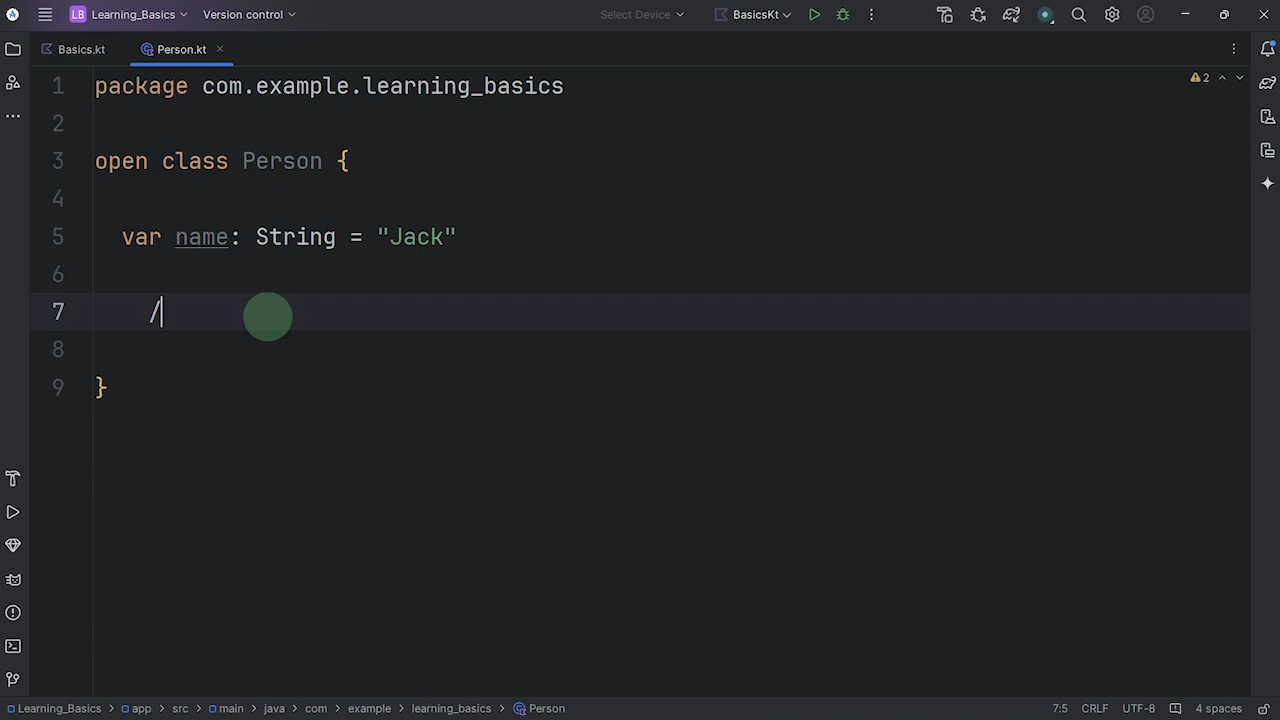 LB Learning_Basics Version control Select Device BasicsKt
Basics.kt Person.kt
2
1 package com.example.learning_basics
2
3 open class Person {
4
5 var name: String = "Jack"
6
7 /
8
9 }
Learning_Basics > app > src > main > java > com > example > learning_basics > Person 7:5 CRLF UTF-8 4 spaces